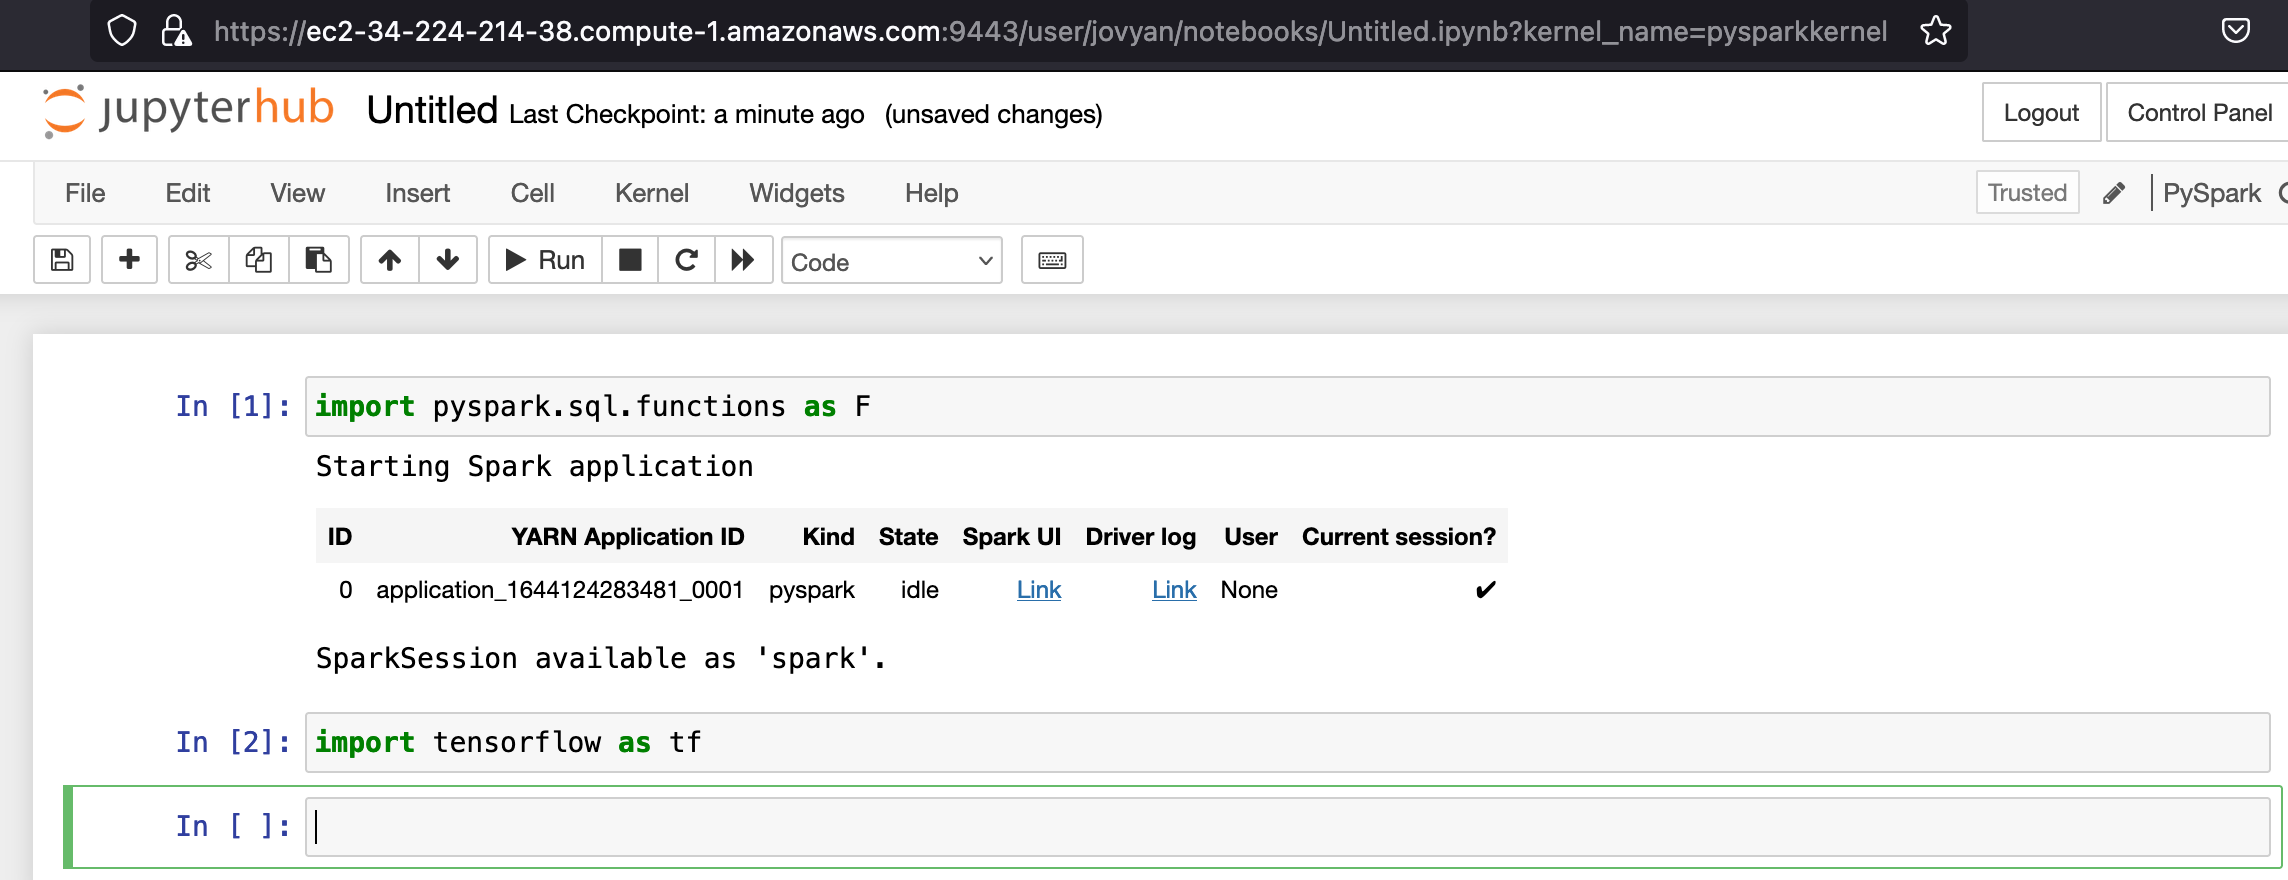 https://ec2-34-224-214-38.compute-1.amazonaws.com:9443/user/jovyan/notebooks/Untitled.ipynb?kernel_name=pysparkkernel
jupyterhub Untitled Last Checkpoint: a minute ago (unsaved changes) Logout Control Panel
File Edit View Insert Cell Kernel Widgets Help Trusted PySpark
Run Code
In [1]: import pyspark.sql.functions as F
Starting Spark application
ID YARN Application ID Kind State Spark UI Driver log User Current session?
0 application_1644124283481_0001 pyspark idle Link Link None ✔
SparkSession available as 'spark'.
In [2]: import tensorflow as tf
In [ ]: